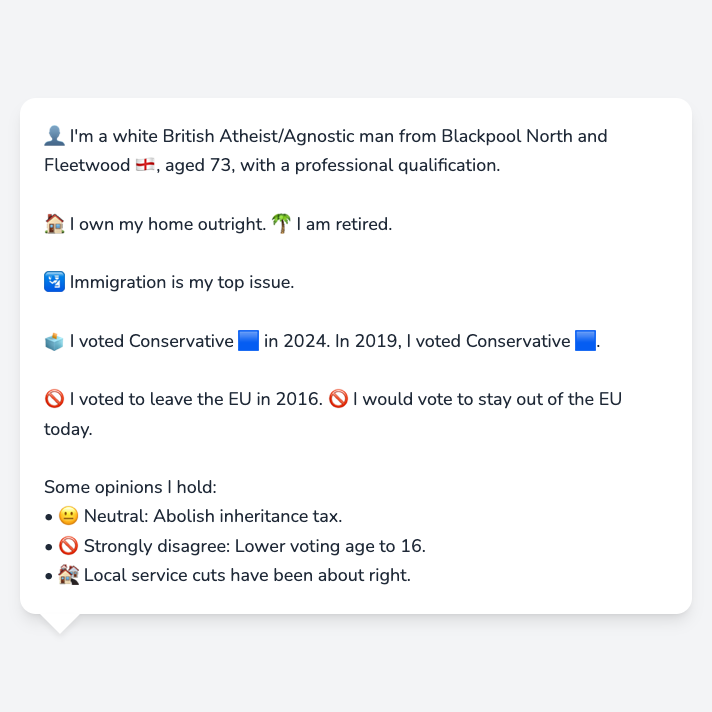 👤 I'm a white British Atheist/Agnostic man from Blackpool North and
Fleetwood 🏴󠁧󠁢󠁥󠁮󠁧󠁿, aged 73, with a professional qualification.
🏠 I own my home outright. 🌴 I am retired.
🛂 Immigration is my top issue.
🗳️ I voted Conservative 🟦 in 2024. In 2019, I voted Conservative 🟦.
🚫 I voted to leave the EU in 2016. 🚫 I would vote to stay out of the EU
today.
Some opinions I hold:
• 😐 Neutral: Abolish inheritance tax.
• 🚫 Strongly disagree: Lower voting age to 16.
• 🏚️ Local service cuts have been about right.